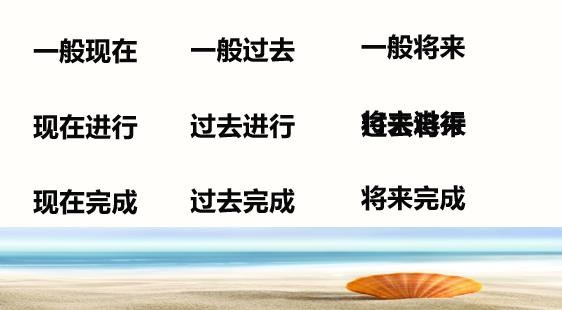 一般现在 一般过去 一般将来
现在进行 过去进行
现在完成 过去完成 将来完成